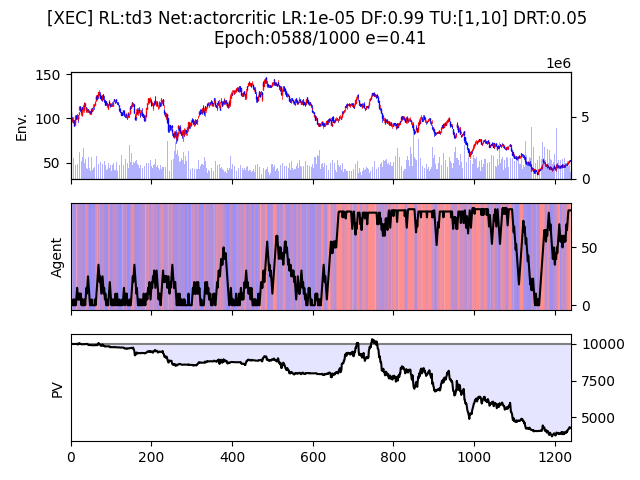 [XEC] RL:td3 Net:actorcritic LR:1e-05 DF:0.99 TU:[1,10] DRT:0.05
Epoch:0588/1000 e=0.41
1e6
150
100
50
Env.
5
0
Agent
50
0
PV
10000
7500
5000
0 200 400 600 800 1000 1200